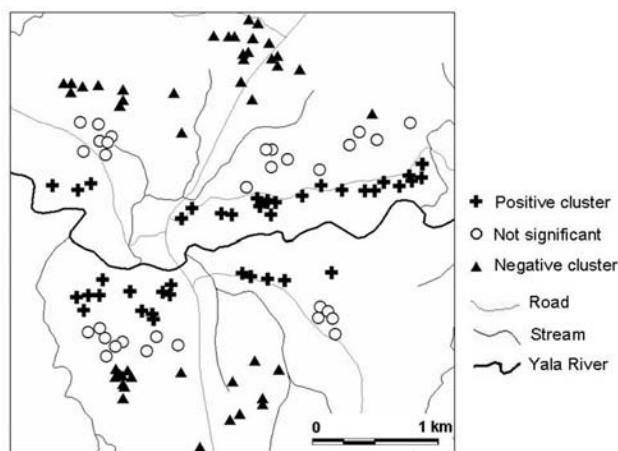 Positive cluster
Not significant
Negative cluster
Road
Stream
Yala River
0 1 km